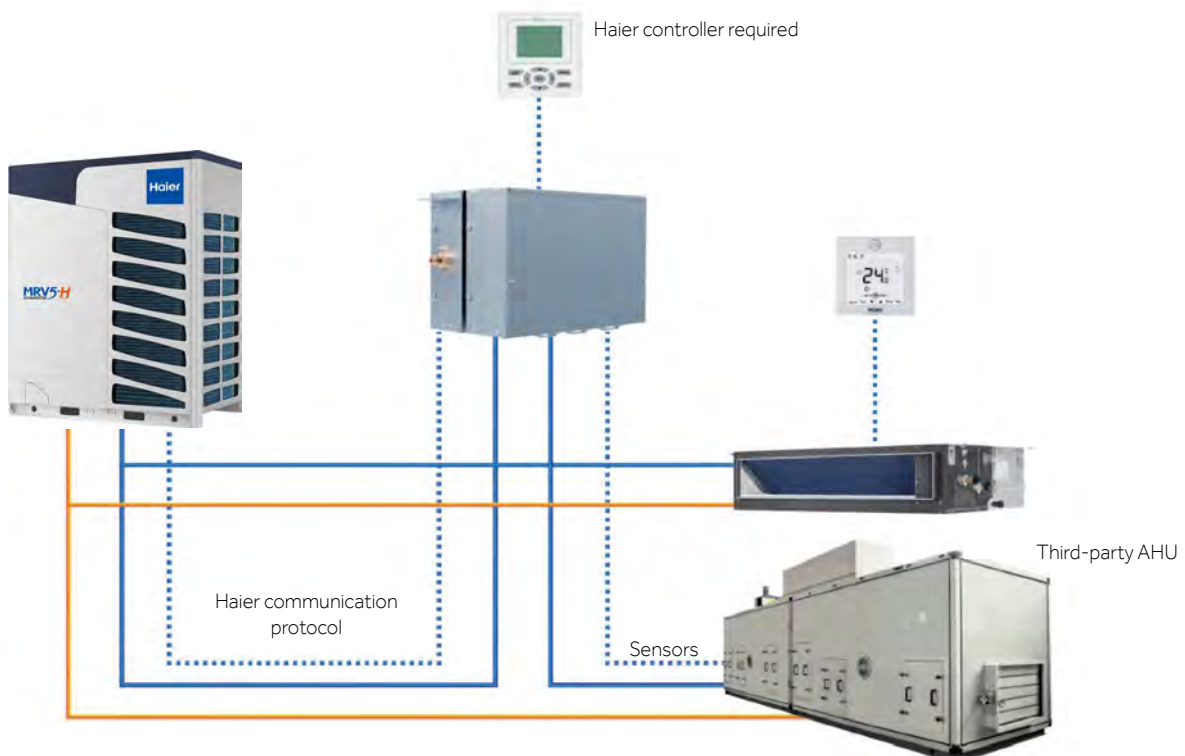 Haier controller required
Haier
MRV5-H
24
Third-party AHU
Haier communication
protocol
Sensors